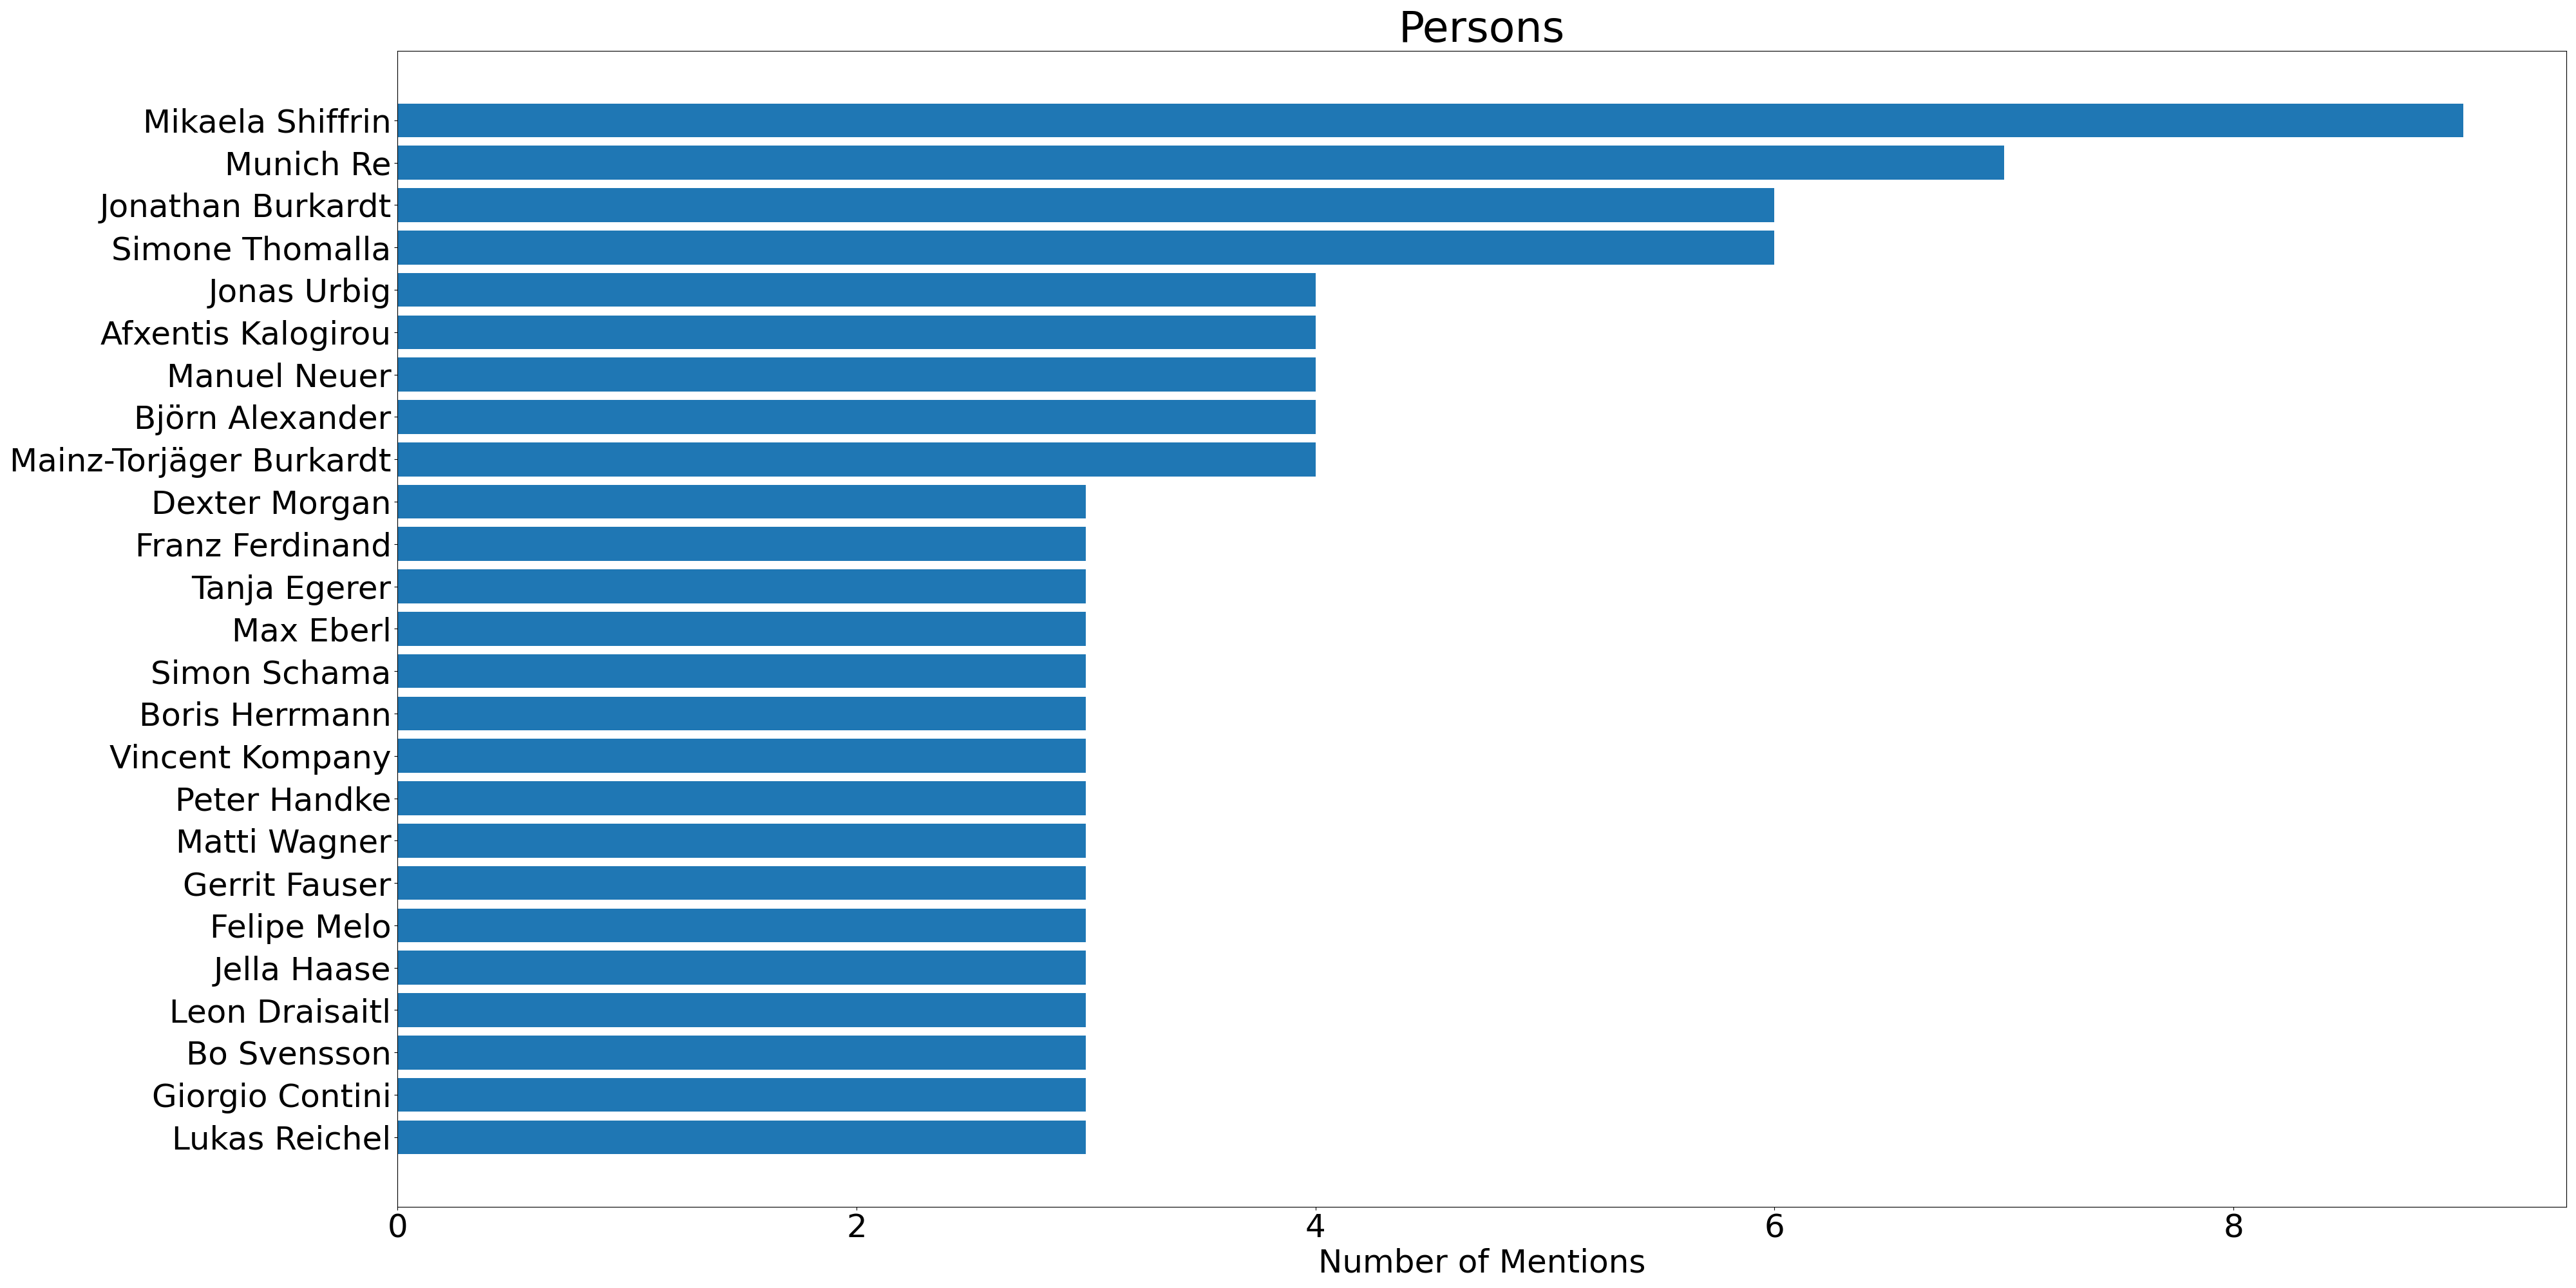 Persons
Mikaela Shiffrin
Munich Re
Jonathan Burkardt
Simone Thomalla
Jonas Urbig
Afxentis Kalogirou
Manuel Neuer
Björn Alexander
Mainz-Torjäger Burkardt
Dexter Morgan
Franz Ferdinand
Tanja Egerer
Max Eberl
Simon Schama
Boris Herrmann
Vincent Kompany
Peter Handke
Matti Wagner
Gerrit Fauser
Felipe Melo
Jella Haase
Leon Draisaitl
Bo Svensson
Giorgio Contini
Lukas Reichel
0 2 4 6 8
Number of Mentions